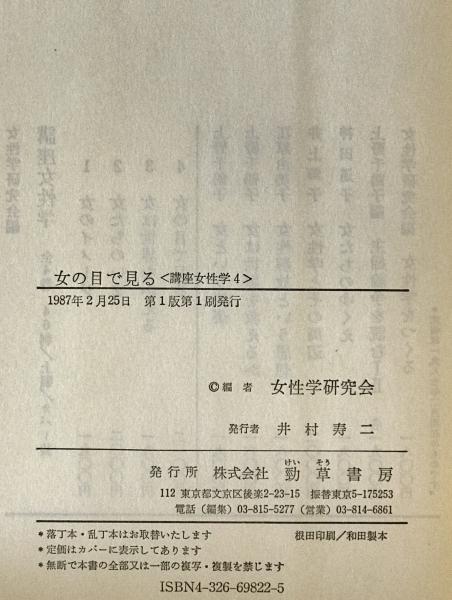 女の目で見る<講座女性学4>
1987年2月25日 第1版第1刷発行
©編者 女性学研究会
発行者 井村寿二
発行所 株式会社 勁草書房
けい そう
112 東京都文京区後楽2-23-15 振替東京5-175253
電話(編集)03-815-5277(営業)03-814-6861
*落丁本・乱丁本はお取替いたします 根田印刷/和田製本
*定価はカバーに表示してあります
*無断で本書の全部又は一部の複写・複製を禁じます
ISBN4-326-69822-5